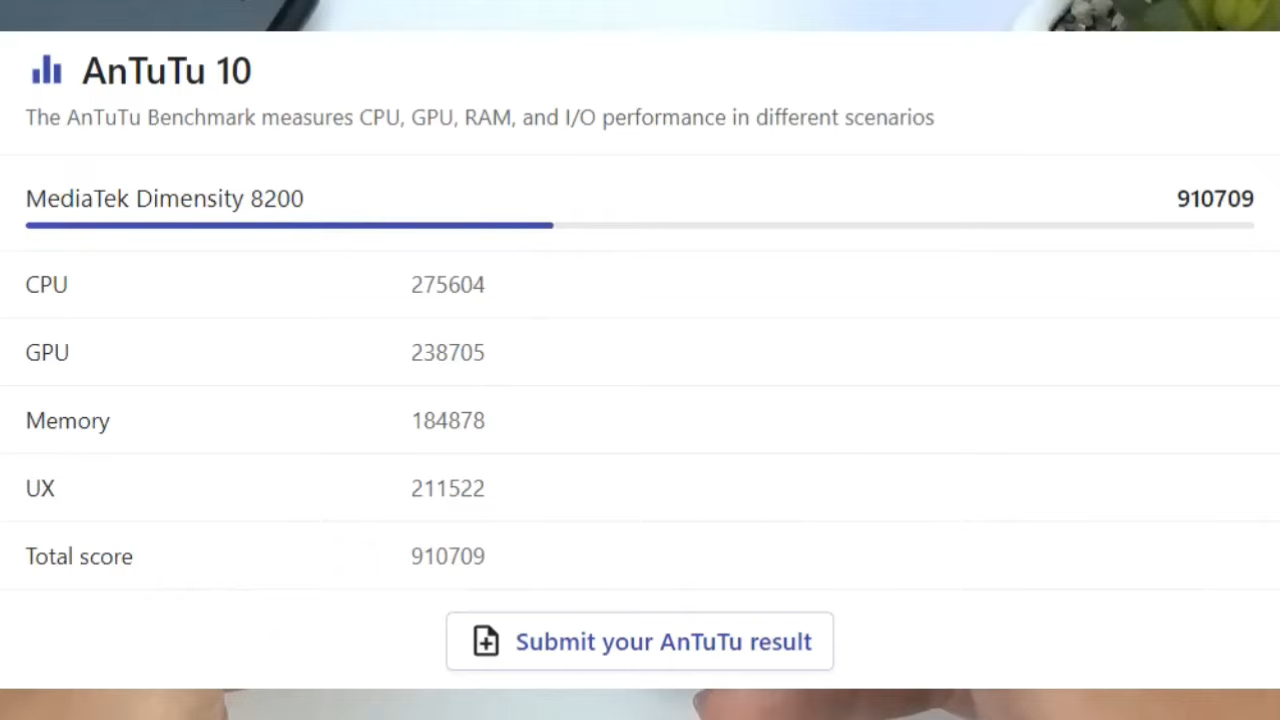 AnTuTu 10
The AnTuTu Benchmark measures CPU, GPU, RAM, and I/O performance in different scenarios
MediaTek Dimensity 8200 910709
CPU 275604
GPU 238705
Memory 184878
UX 211522
Total score 910709
Submit your AnTuTu result